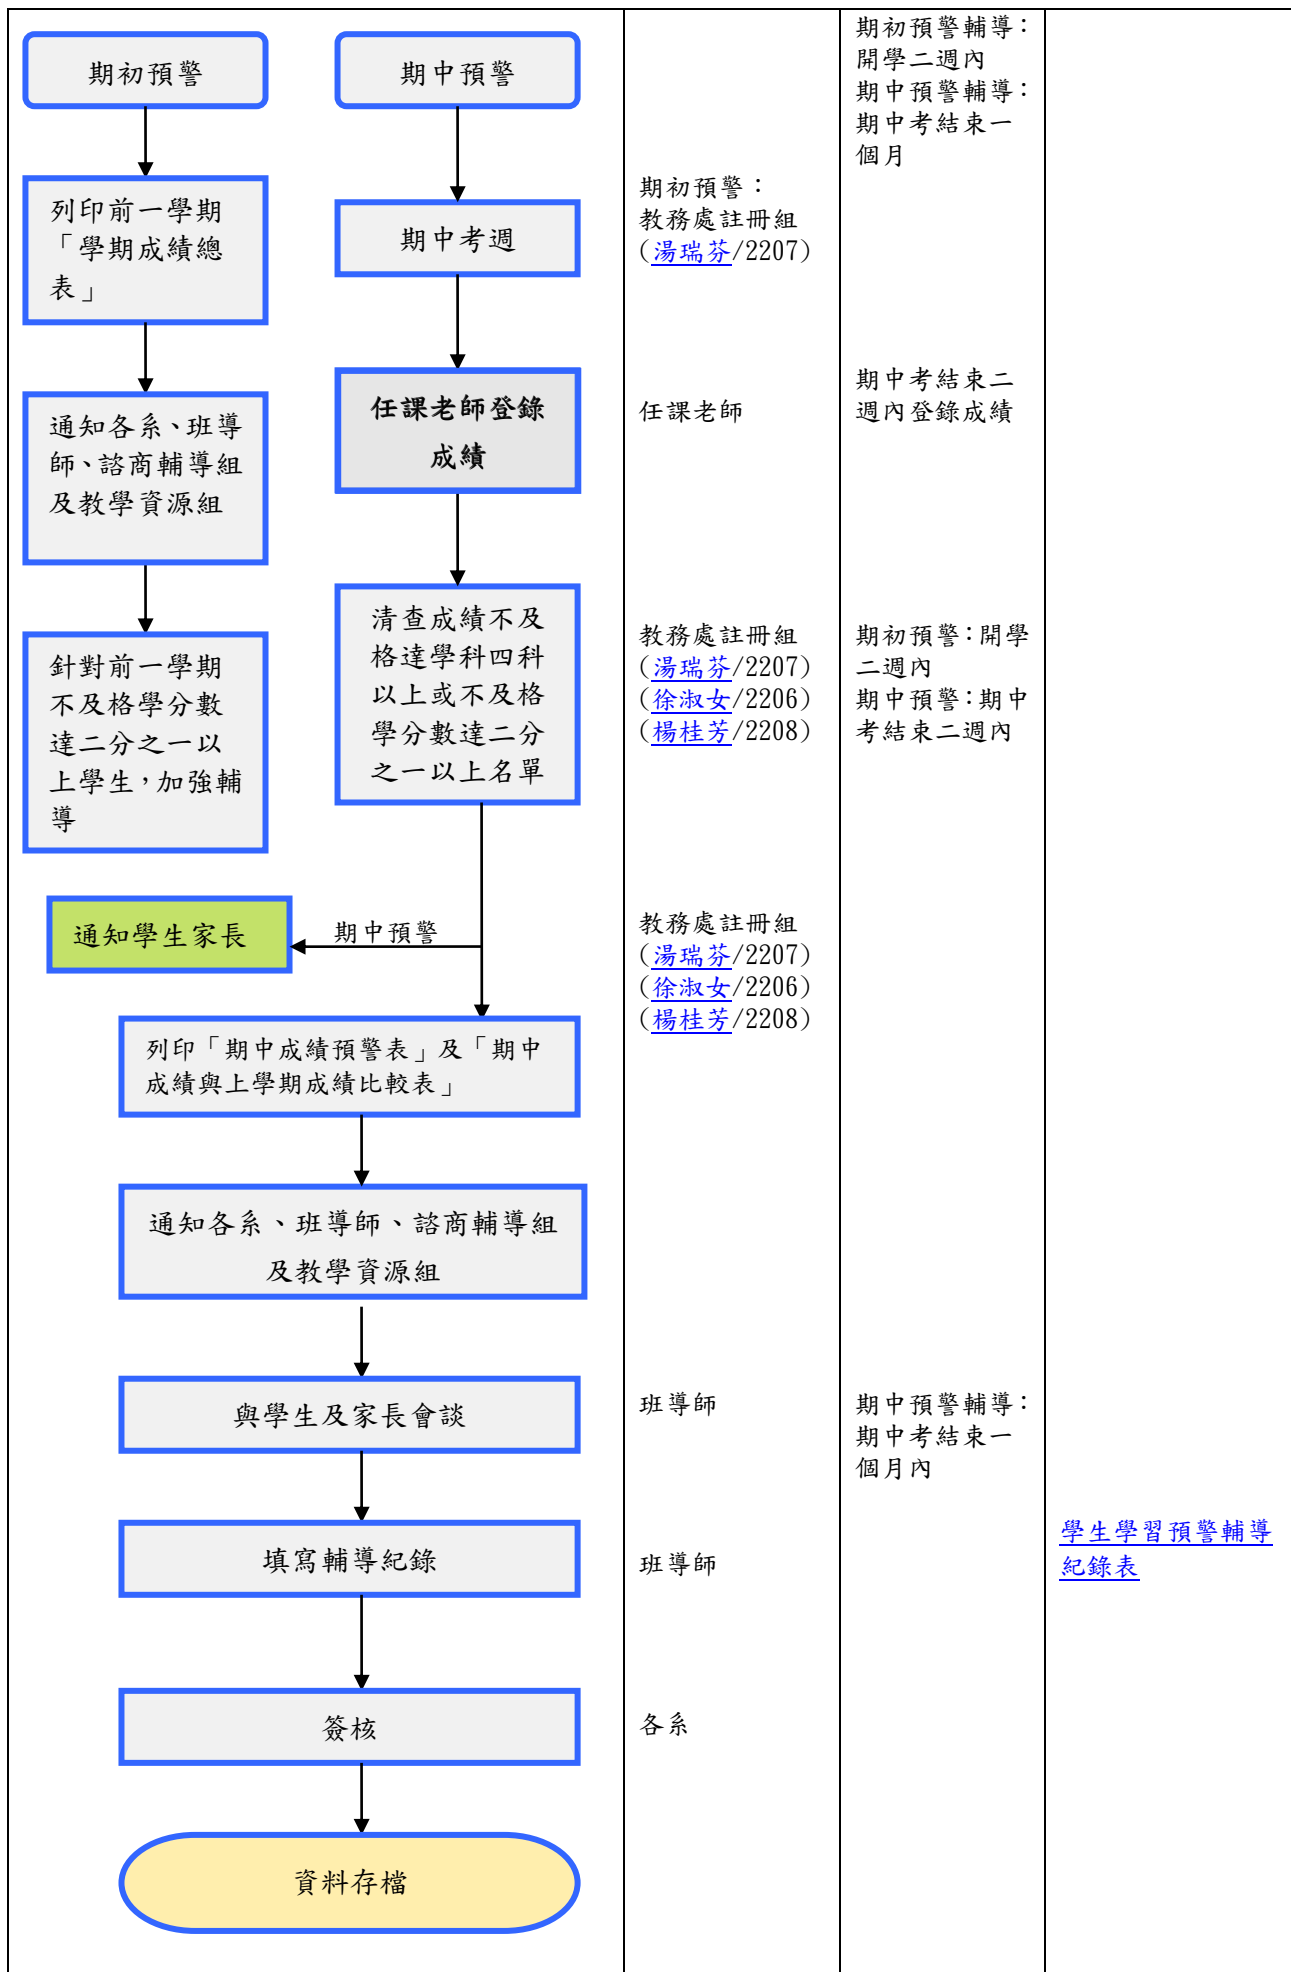 期初預警
期中預警
期初預警輔導：
開學二週內
期中預警輔導：
期中考結束一
個月
列印前一學期
「學期成績總
表」
期中考週
期初預警：
教務處註冊組
(湯瑞芬/2207)
通知各系、班導
師、諮商輔導組
及教學資源組
任課老師登錄
成績
任課老師
期中考結束二
週內登錄成績
針對前一學期
不及格學分數
達二分之一以
上學生，加強輔
導
清查成績不及
格達學科四科
以上或不及格
學分數達二分
之一以上名單
教務處註冊組
(湯瑞芬/2207)
(徐淑女/2206)
(楊桂芳/2208)
期初預警：開學
二週內
期中預警：期中
考結束二週內
通知學生家長
期中預警
教務處註冊組
(湯瑞芬/2207)
(徐淑女/2206)
(楊桂芳/2208)
列印「期中成績預警表」及「期中
成績與上學期成績比較表」
通知各系、班導師、諮商輔導組
及教學資源組
與學生及家長會談
班導師
期中預警輔導：
期中考結束一
個月內
填寫輔導紀錄
班導師
學生學習預警輔導
紀錄表
簽核
各系
資料存檔